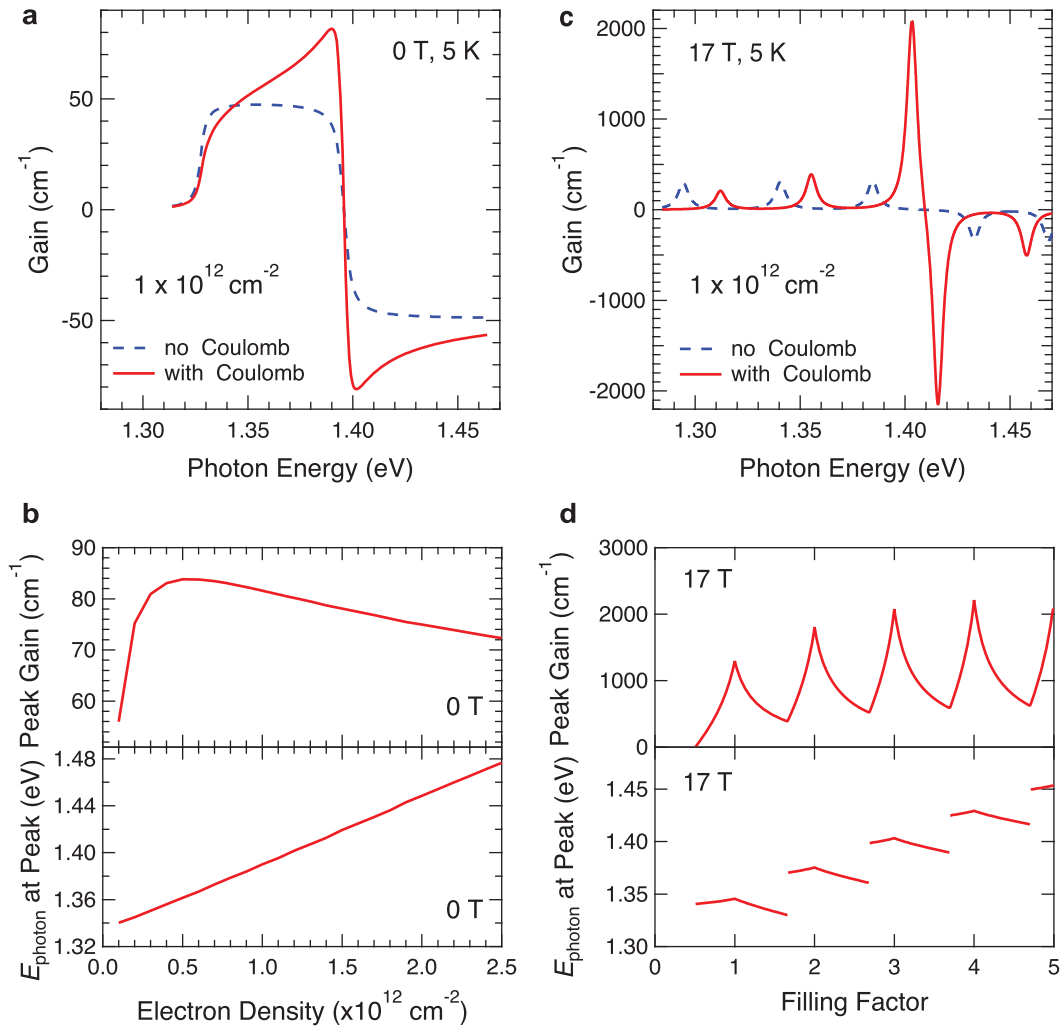 a
0 T, 5 K
50
0
-50
Gain (cm-1)
1 x 10^12 cm-2
no Coulomb
with Coulomb
1.30 1.35 1.40 1.45
Photon Energy (eV)
c
17 T, 5 K
2000
1000
0
-1000
-2000
Gain (cm-1)
1 x 10^12 cm-2
no Coulomb
with Coulomb
1.30 1.35 1.40 1.45
Photon Energy (eV)
b
90
80
70
60
Peak Gain (cm-1)
0 T
1.48
1.44
1.40
1.36
1.32
Ephoton at Peak (eV)
0 T
0.0 0.5 1.0 1.5 2.0 2.5
Electron Density (x10^12 cm-2)
d
3000
2000
1000
0
Peak Gain (cm-1)
17 T
1.45
1.40
1.35
1.30
Ephoton at Peak (eV)
17 T
0 1 2 3 4 5
Filling Factor